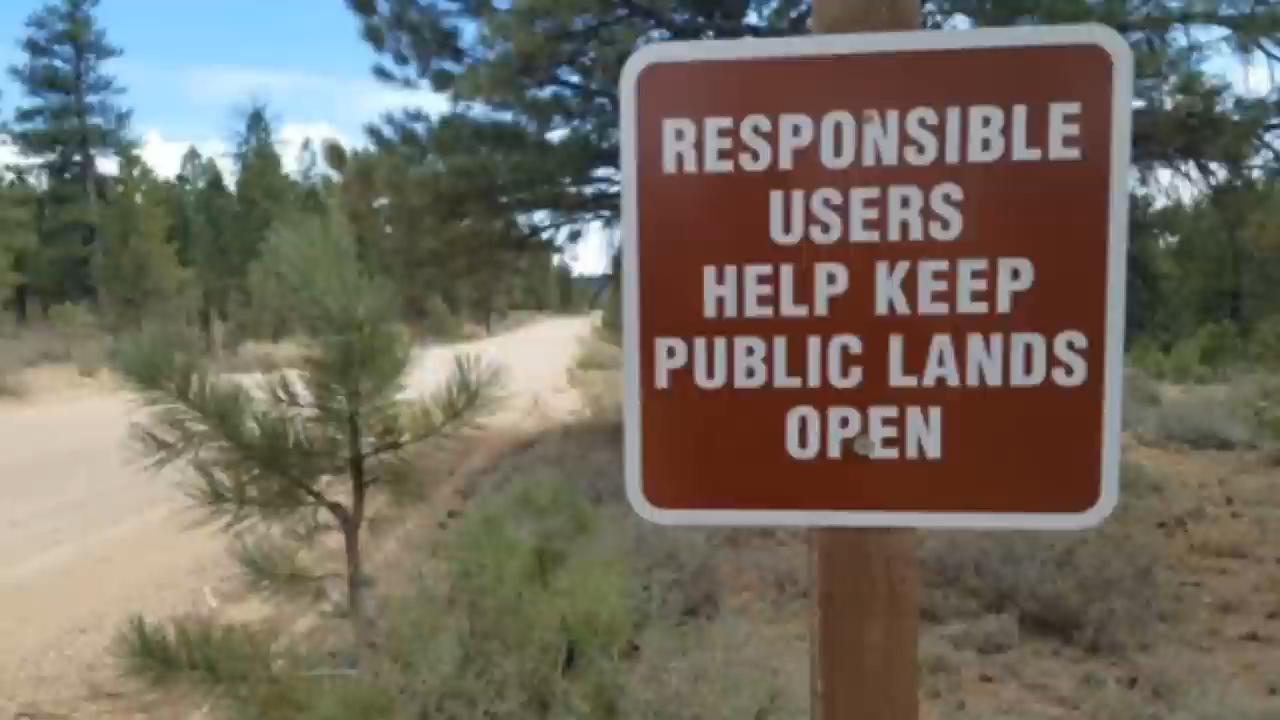 RESPONSIBLE
USERS
HELP KEEP
PUBLIC LANDS
OPEN